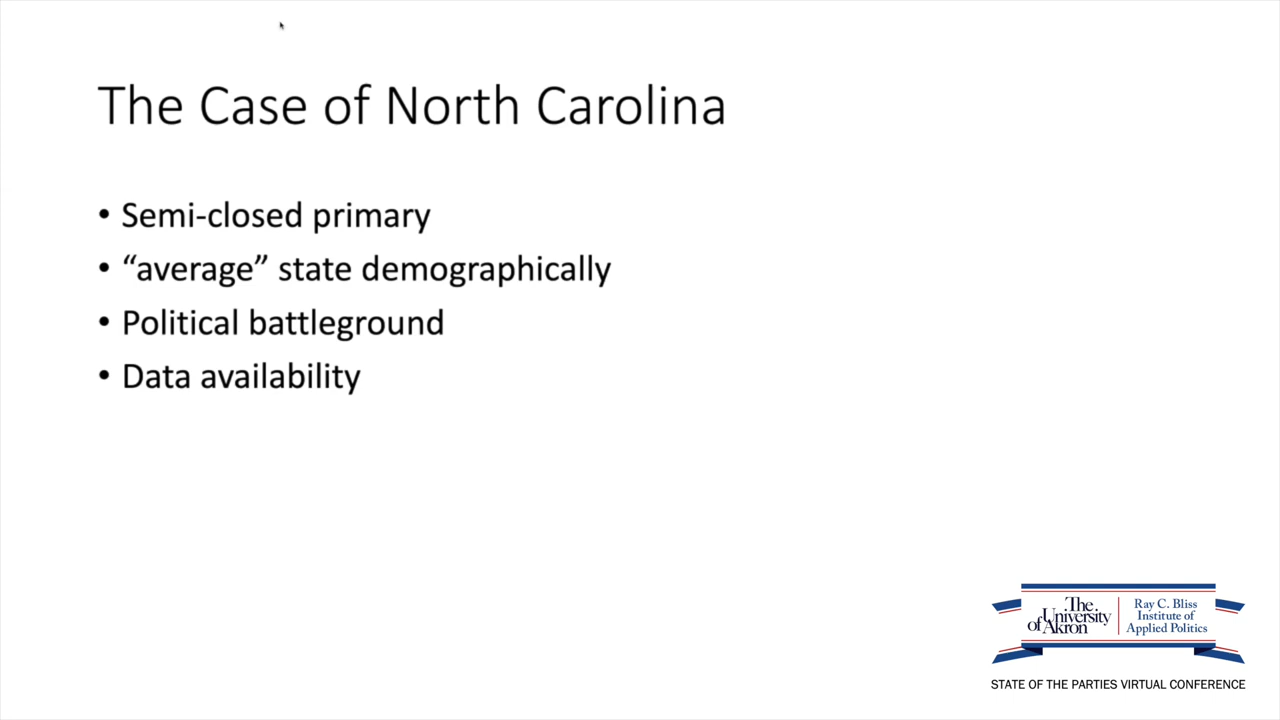 The Case of North Carolina
• Semi-closed primary
• “average” state demographically
• Political battleground
• Data availability
The
University
of Akron
Ray C. Bliss
Institute of
Applied Politics
STATE OF THE PARTIES VIRTUAL CONFERENCE